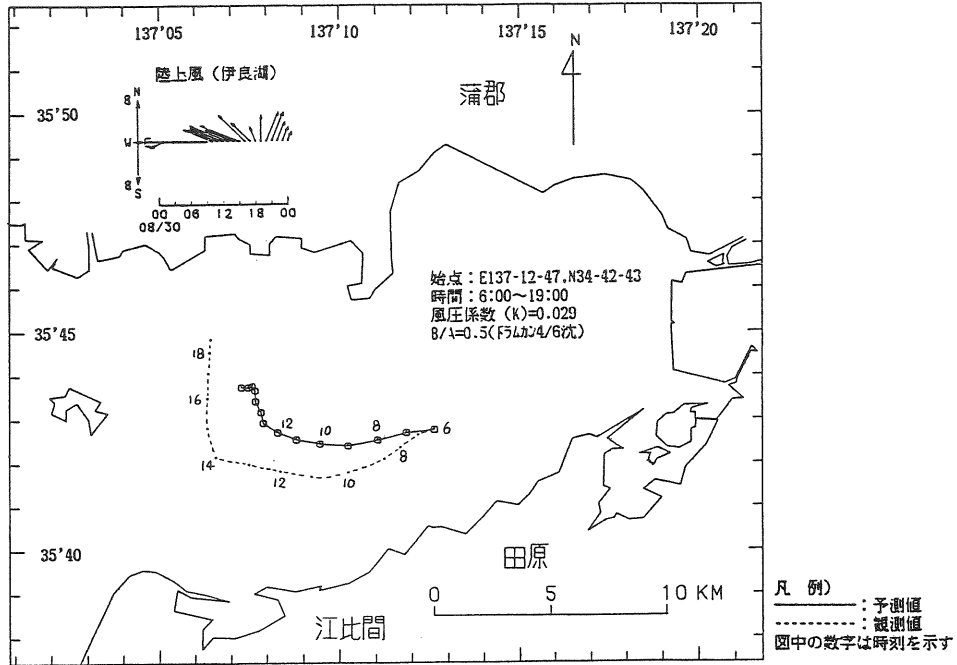 137'05
137'10
137'15
137'20
陸上風 (伊良湖)
N
8
W
8
S
00 06 12 18 00
08/30
N
蒲郡
35'50
始点:E137-12-47.N34-42-43
時間:6:00〜19:00
風圧係数 (K)=0.029
B/A=0.5(ドラムカン4/6沈)
35'45
18
16
14
12
10
8
6
12
10
8
35'40
田原
江比間
0 5 10 KM
凡 例)
:予測値
:観測値
図中の数字は時刻を示す